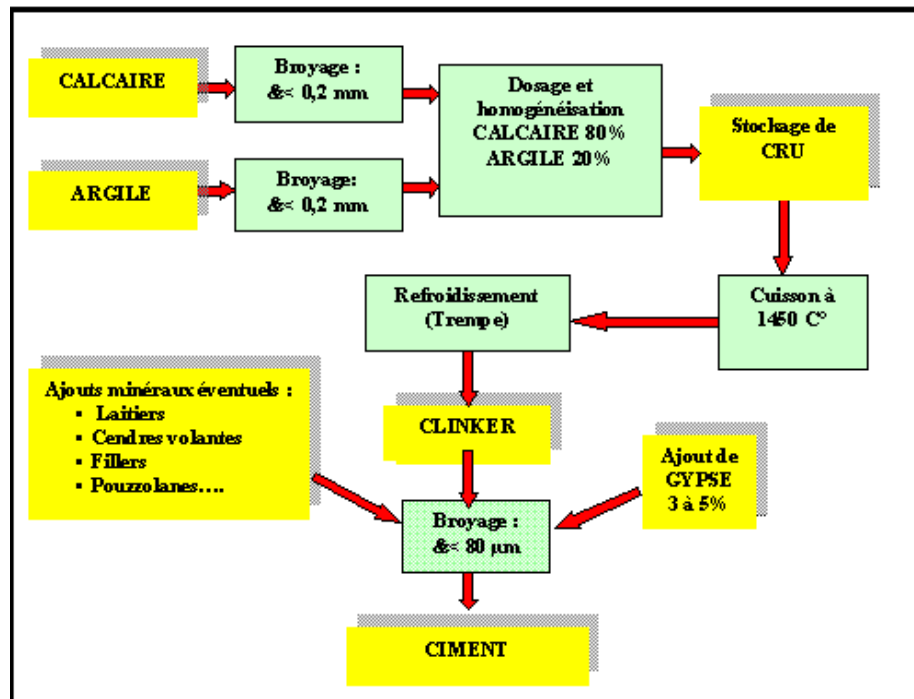 CALCAIRE
Broyage :
&< 0,2 mm
Dosage et
homogénéisation
CALCAIRE 80%
ARGILE 20%
Stockage de
CRU
ARGILE
Broyage:
&< 0,2 mm
Refroidissement
(Trempe)
Cuisson à
1450 C°
Ajouts minéraux éventuels :
▪ Laitiers
▪ Cendres volantes
▪ Fillers
▪ Pouzzolanes….
CLINKER
Ajout de
GYPSE
3 à 5%
Broyage :
&< 80 µm
CIMENT